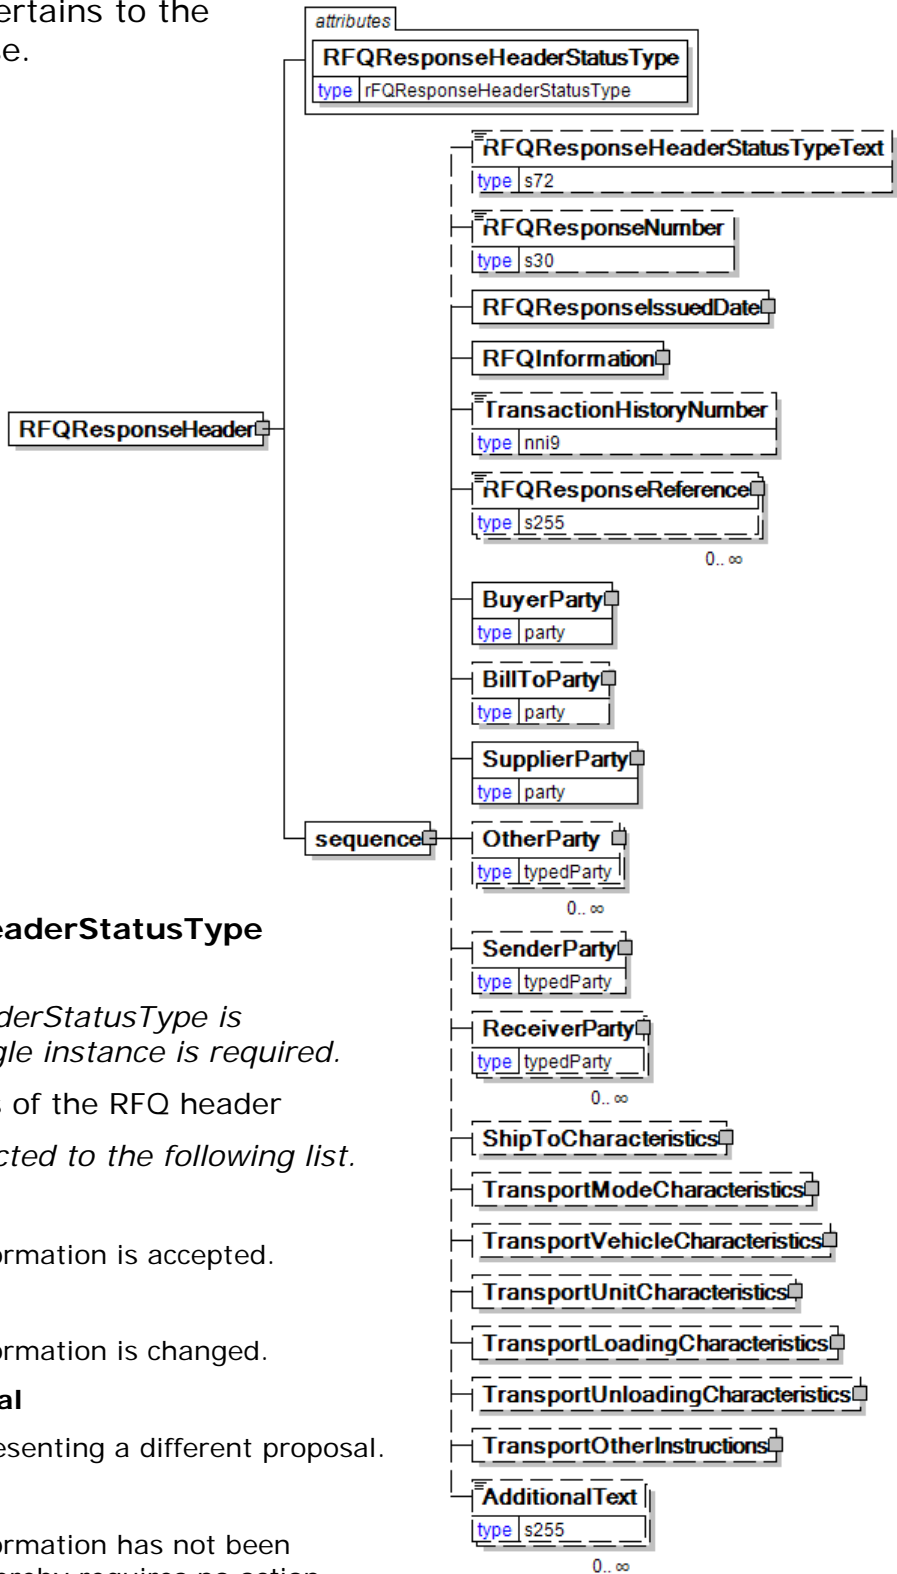 ertains to the
e.
attributes
RFQResponseHeaderStatusType
type rFQResponseHeaderStatusType
RFQResponseHeaderStatusTypeText
type s72
RFQResponseNumber
type s30
RFQResponseIssuedDate
RFQInformation
TransactionHistoryNumber
type nni9
RFQResponseHeader
RFQResponseReference
type s255
0.. ∞
BuyerParty
type party
BillToParty
type party
SupplierParty
type party
sequence
OtherParty
type typedParty
0.. ∞
SenderParty
type typedParty
ReceiverParty
type typedParty
0.. ∞
ShipToCharacteristics
TransportModeCharacteristics
TransportVehicleCharacteristics
TransportUnitCharacteristics
TransportLoadingCharacteristics
TransportUnloadingCharacteristics
TransportOtherInstructions
AdditionalText
type s255
0.. ∞
eaderStatusType
derStatusType is
gle instance is required.
s of the RFQ header
cted to the following list.
ormation is accepted.
ormation is changed.
al
esenting a different proposal.
ormation has not been
ereby requires no action